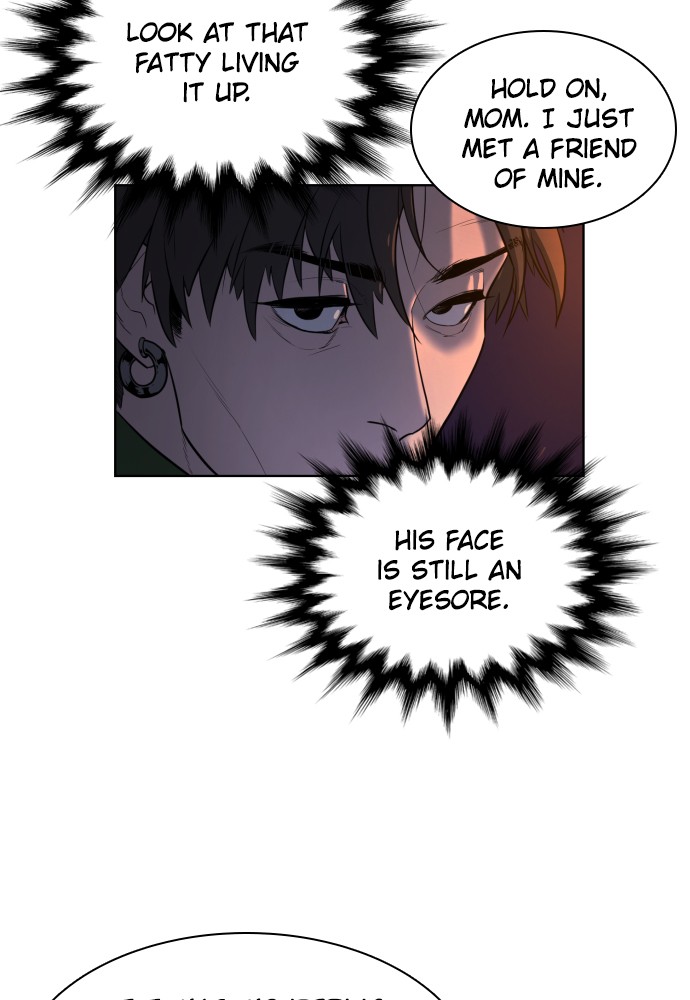 LOOK AT THAT
FATTY LIVING
IT UP.
HOLD ON,
MOM. I JUST
MET A FRIEND
OF MINE.
HIS FACE
IS STILL AN
EYESORE.